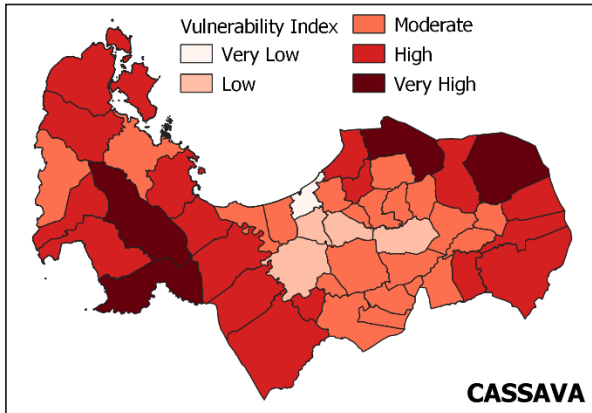 Vulnerability Index
Very Low
Low
Moderate
High
Very High
CASSAVA